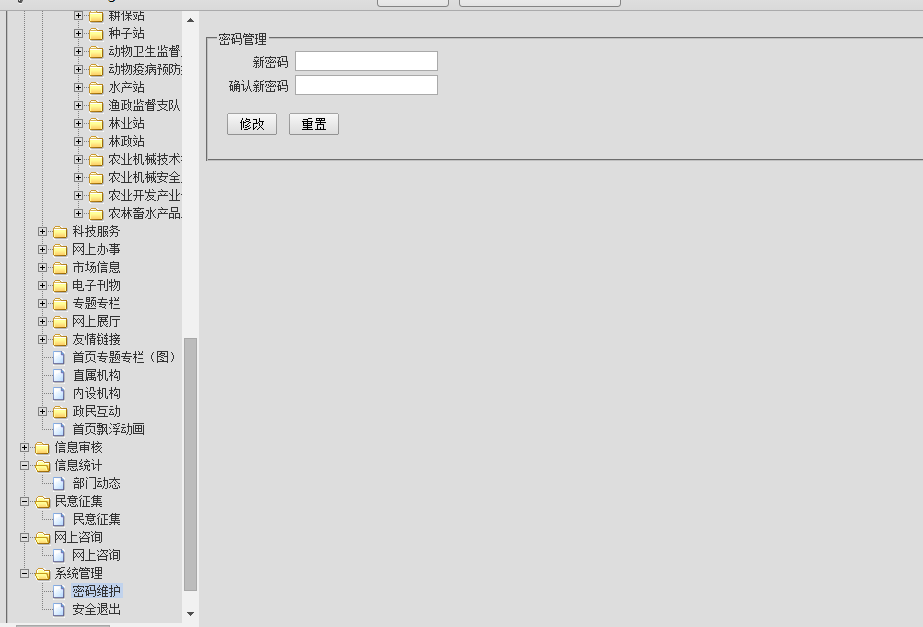 耕保站
种子站
动物卫生监督
动物疫病预防
水产站
渔政监督支队
林业站
林政站
农业机械技术
农业机械安全
农业开发产业
农林畜水产品
科技服务
网上办事
市场信息
电子刊物
专题专栏
网上展厅
友情链接
首页专题专栏（图）
直属机构
内设机构
政民互动
首页飘浮动画
信息审核
信息统计
部门动态
民意征集
民意征集
网上咨询
网上咨询
系统管理
密码维护
安全退出
密码管理
新密码
确认新密码
修改 重置